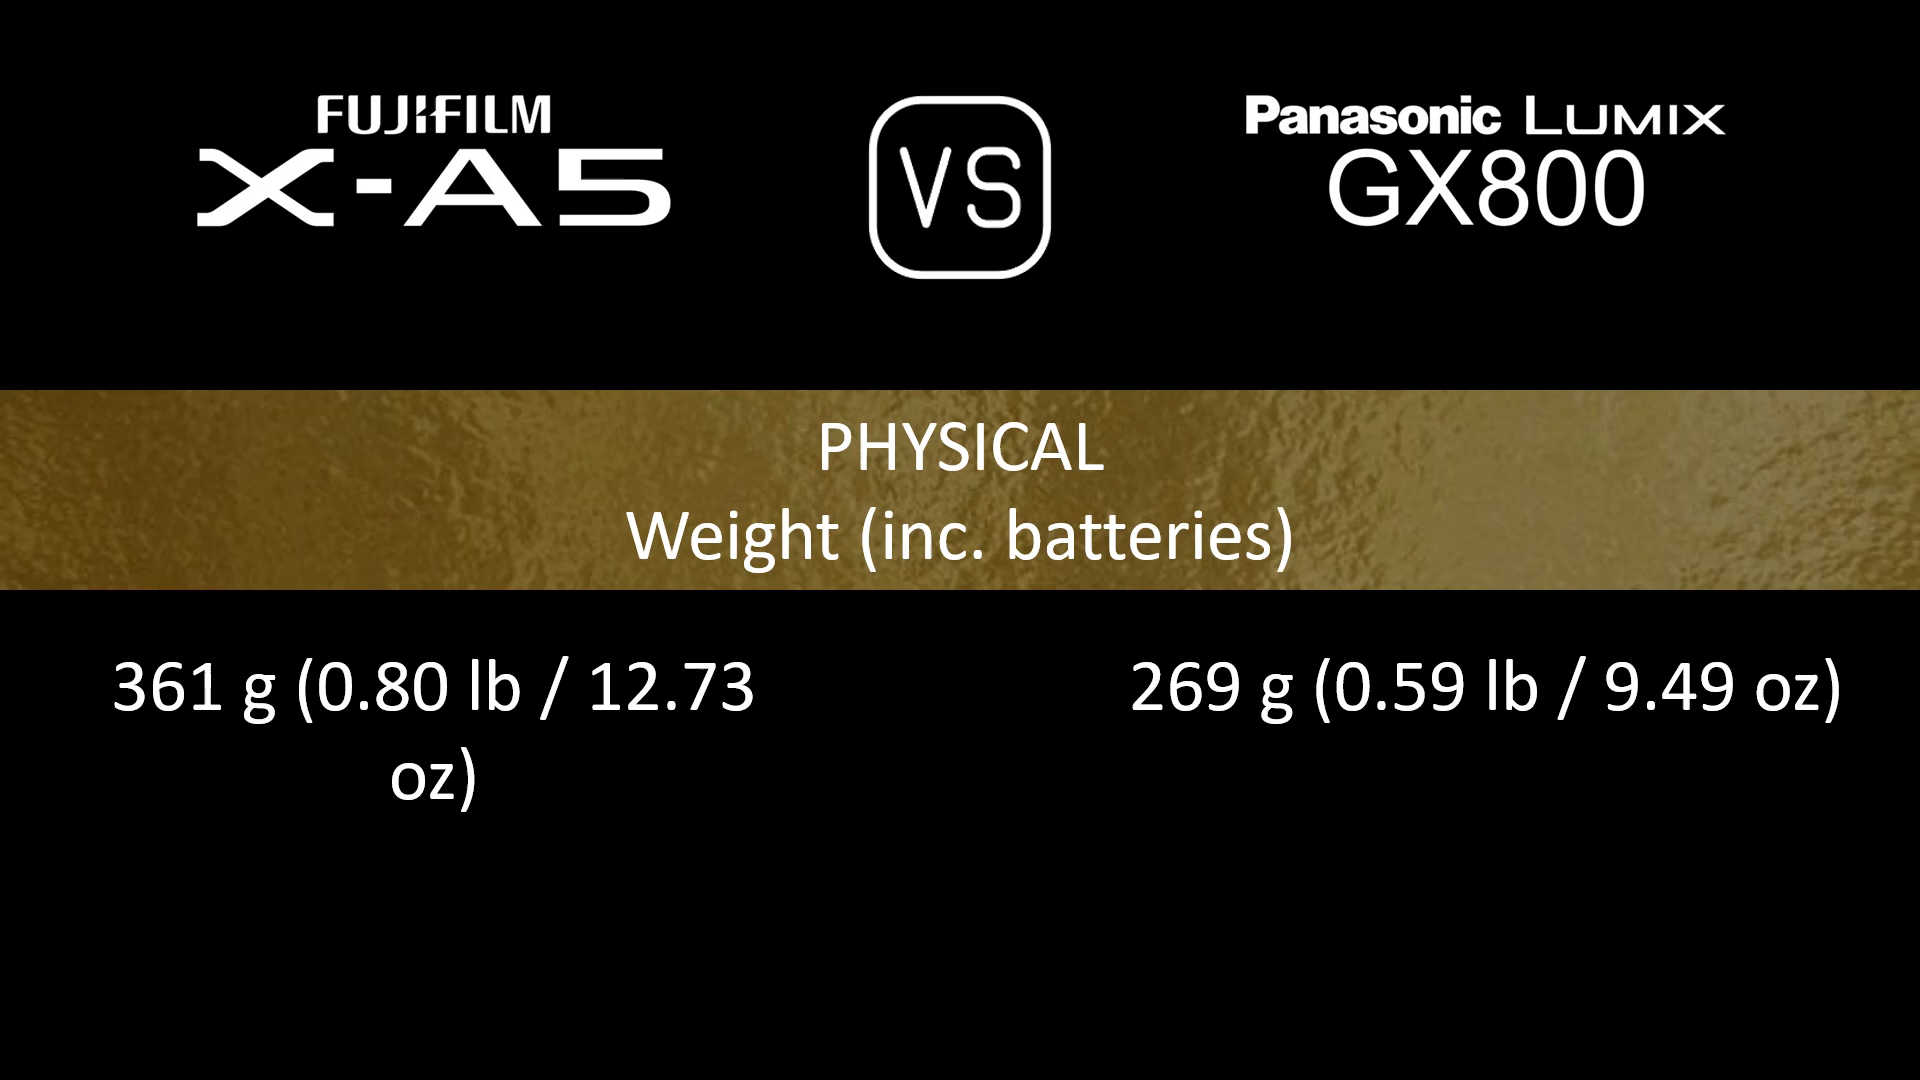 FUJIFILM
X-A5
VS
Panasonic LUMIX
GX800
PHYSICAL
Weight (inc. batteries)
361 g (0.80 lb / 12.73
oz)
269 g (0.59 lb / 9.49 oz)